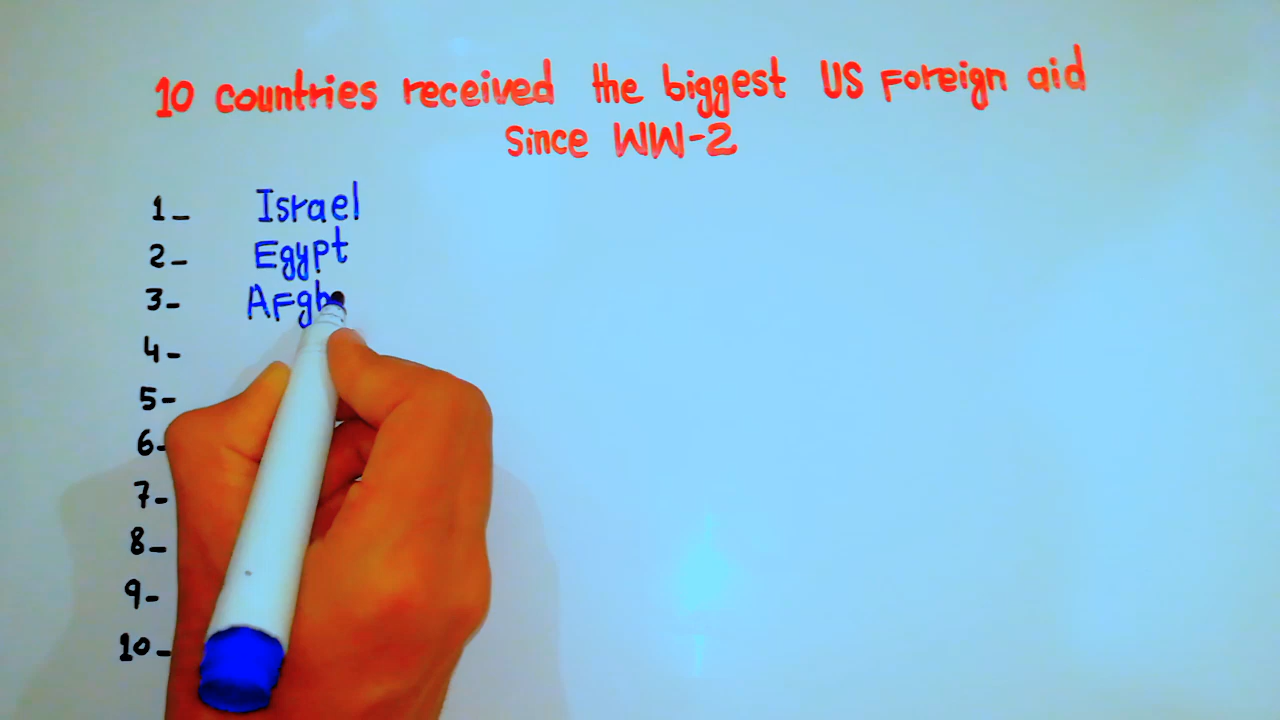 10 countries received the biggest US Foreign aid
since WW-2
1- Israel
2- Egypt
3- AFgh
4-
5-
6-
7-
8-
9-
10-